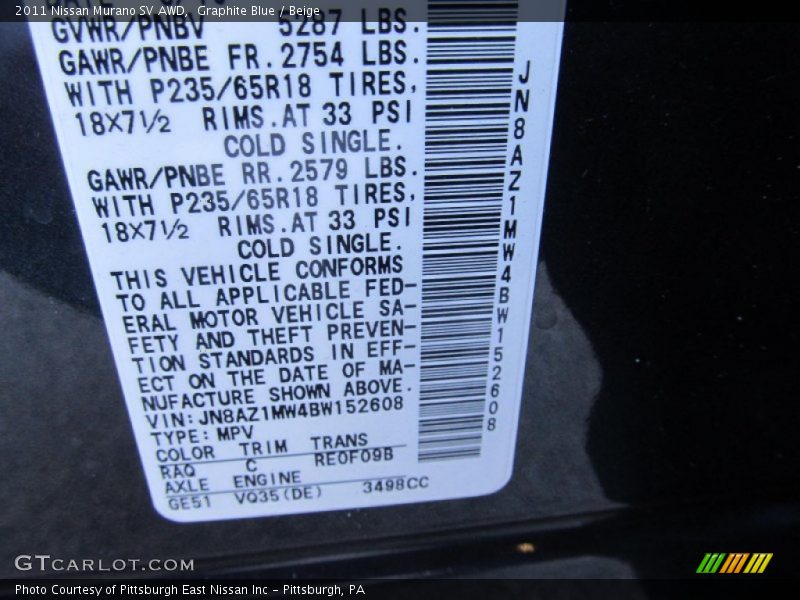 2011 Nissan Murano SV AWD, Graphite Blue / Beige
GVWR/PNBV 5287 LBS.
GAWR/PNBE FR.2754 LBS.
WITH P235/65R18 TIRES,
18X7½ RIMS.AT 33 PSI
COLD SINGLE.
GAWR/PNBE RR.2579 LBS.
WITH P235/65R18 TIRES,
18X7½ RIMS.AT 33 PSI
COLD SINGLE.
THIS VEHICLE CONFORMS
TO ALL APPLICABLE FED-
ERAL MOTOR VEHICLE SA-
FETY AND THEFT PREVEN-
TION STANDARDS IN EFF-
ECT ON THE DATE OF MA-
NUFACTURE SHOWN ABOVE.
VIN:JN8AZ1MW4BW152608
TYPE:MPV
COLOR TRIM TRANS
RAQ C RE0F09B
AXLE ENGINE
GE51 VQ35(DE) 3498CC
JN8AZ1MW4BW152608
GTCARLOT.COM
Photo Courtesy of Pittsburgh East Nissan Inc - Pittsburgh, PA